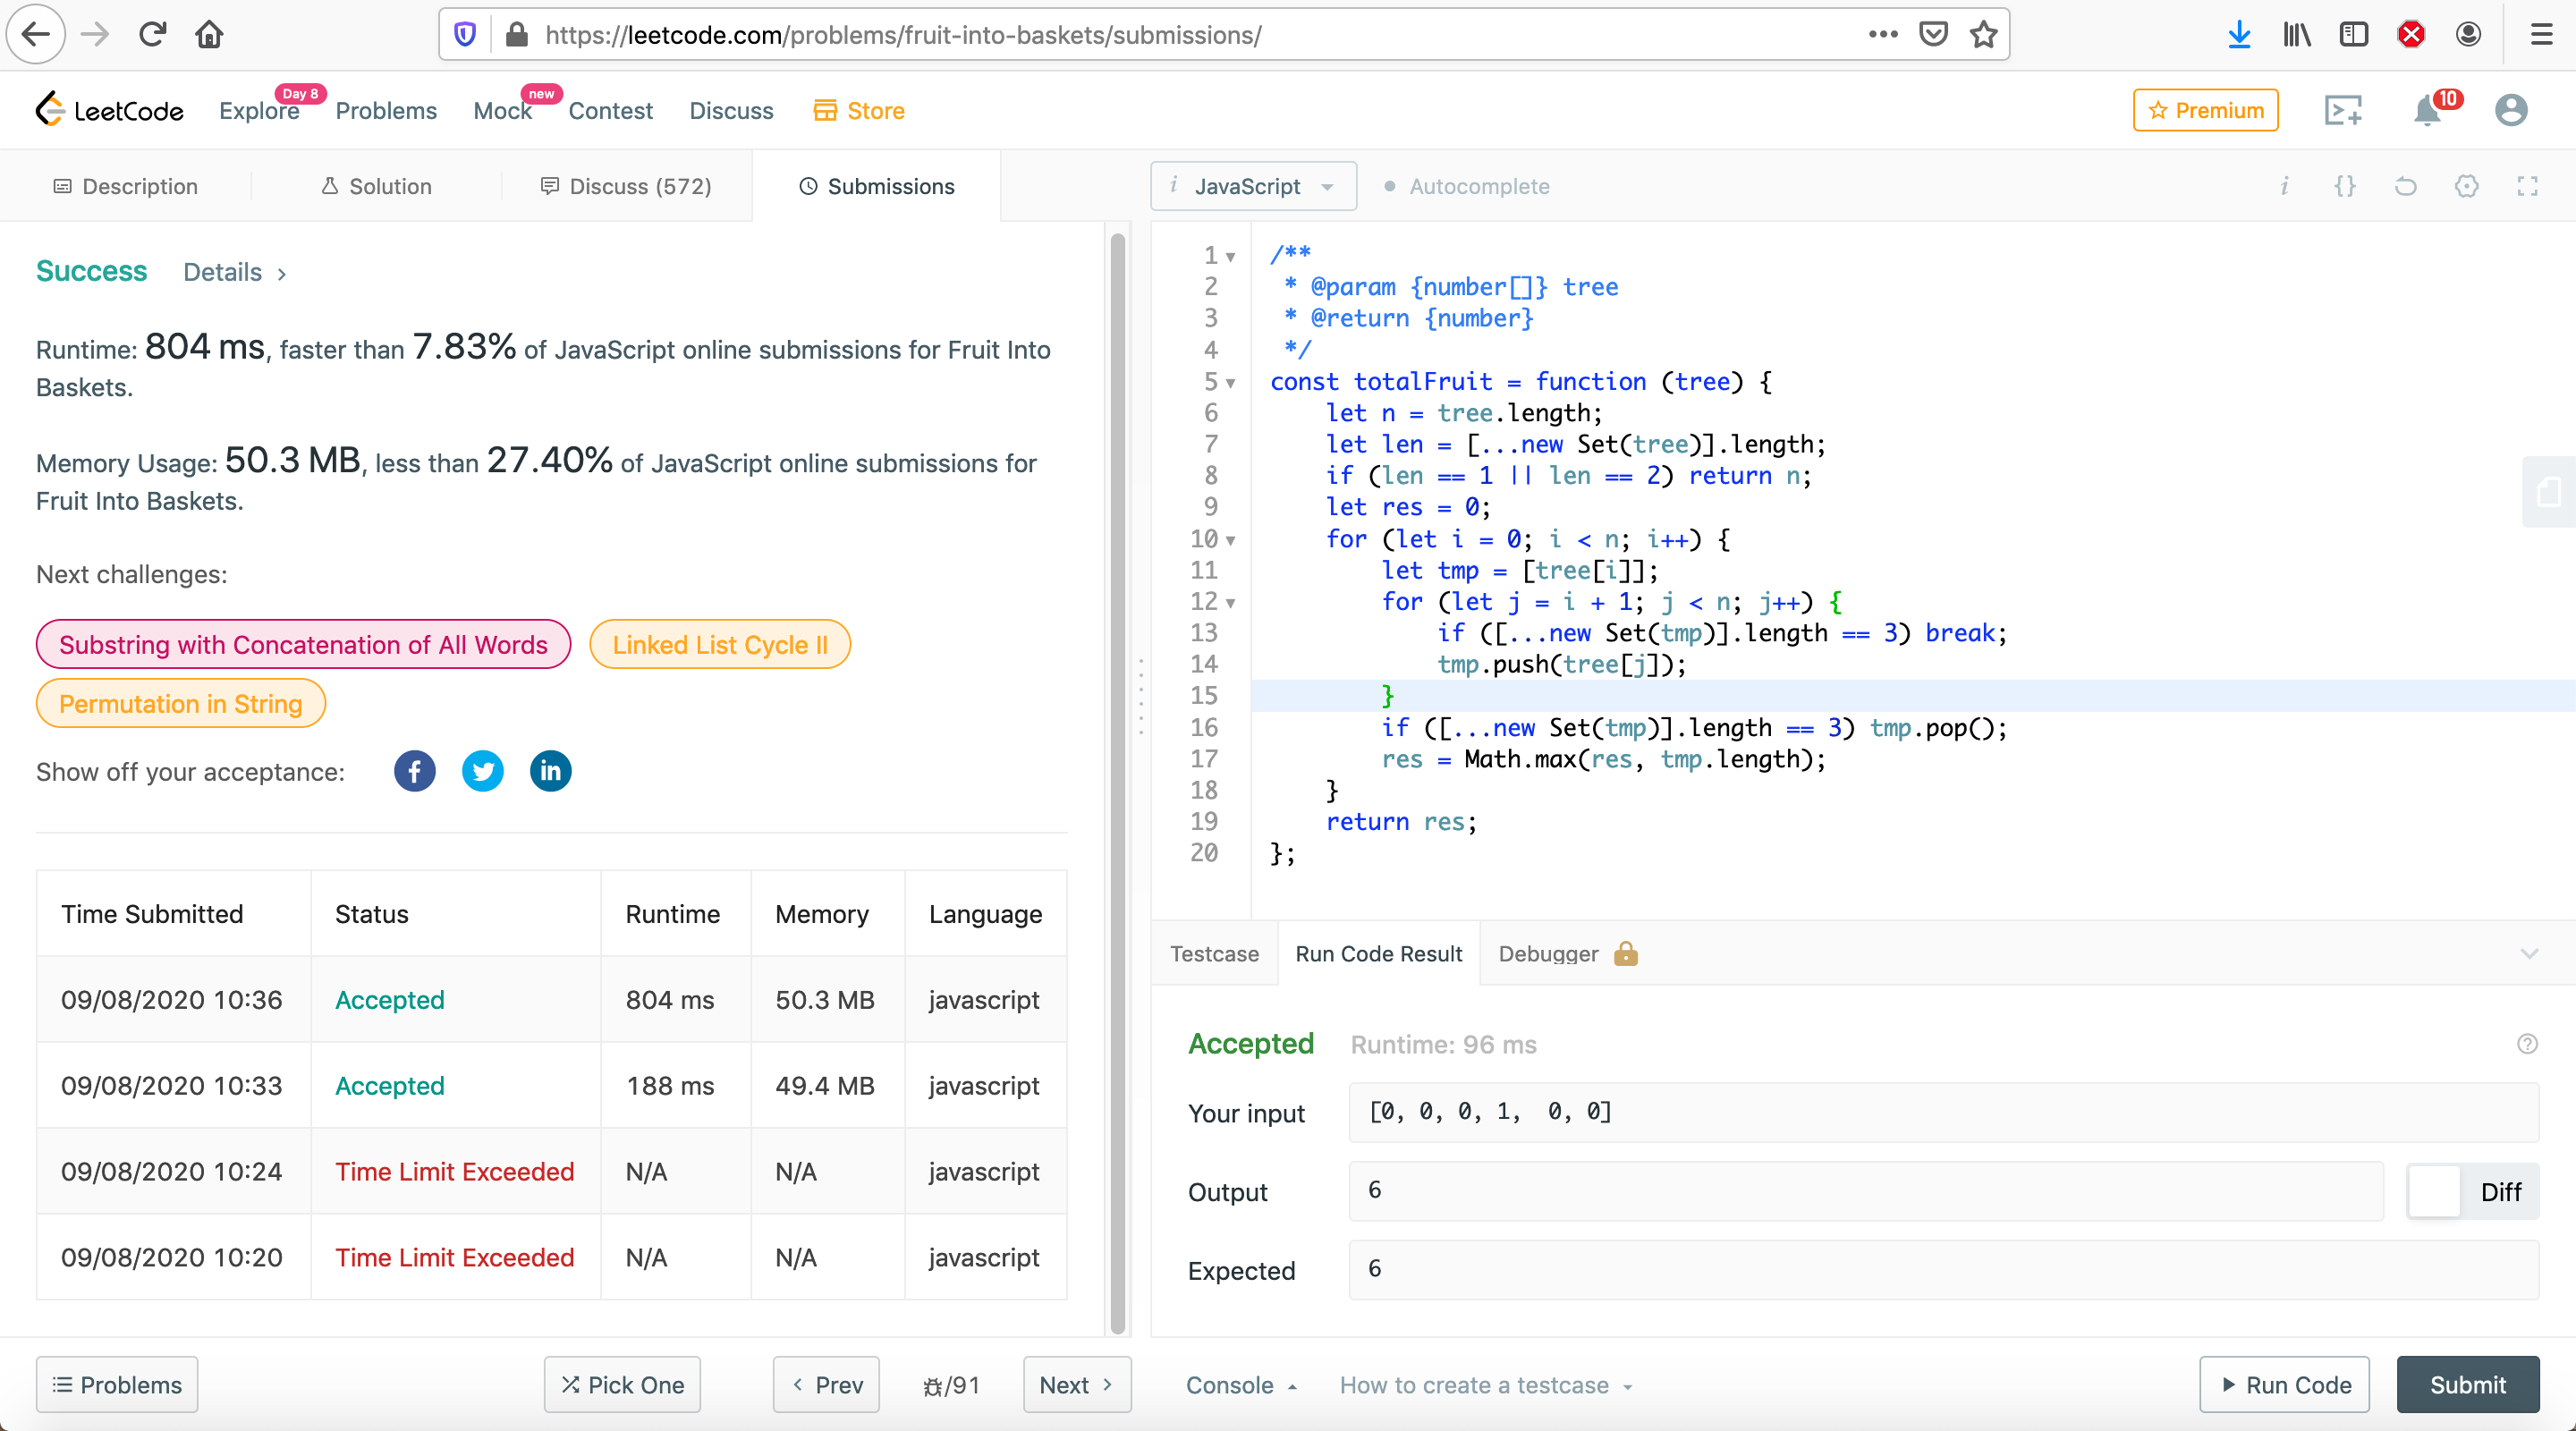 https://leetcode.com/problems/fruit-into-baskets/submissions/
LeetCode
Explore
Day 8
Problems
Mock
new
Contest
Discuss
Store
Premium
10
Description
Solution
Discuss (572)
Submissions
i JavaScript
Autocomplete
i
{}
Success
Details >
Runtime: 804 ms, faster than 7.83% of JavaScript online submissions for Fruit Into
Baskets.
Memory Usage: 50.3 MB, less than 27.40% of JavaScript online submissions for
Fruit Into Baskets.
Next challenges:
Substring with Concatenation of All Words
Linked List Cycle II
Permutation in String
Show off your acceptance:
Time Submitted Status Runtime Memory Language
09/08/2020 10:36 Accepted 804 ms 50.3 MB javascript
09/08/2020 10:33 Accepted 188 ms 49.4 MB javascript
09/08/2020 10:24 Time Limit Exceeded N/A N/A javascript
09/08/2020 10:20 Time Limit Exceeded N/A N/A javascript
Problems
Pick One
Prev
/91
Next
1 /**
2 * @param {number[]} tree
3 * @return {number}
4 */
5 const totalFruit = function (tree) {
6 let n = tree.length;
7 let len = [...new Set(tree)].length;
8 if (len == 1 || len == 2) return n;
9 let res = 0;
10 for (let i = 0; i < n; i++) {
11 let tmp = [tree[i]];
12 for (let j = i + 1; j < n; j++) {
13 if ([...new Set(tmp)].length == 3) break;
14 tmp.push(tree[j]);
15 }
16 if ([...new Set(tmp)].length == 3) tmp.pop();
17 res = Math.max(res, tmp.length);
18 }
19 return res;
20 };
Testcase
Run Code Result
Debugger
Accepted
Runtime: 96 ms
Your input
[0, 0, 0, 1,  0, 0]
Output
6
Diff
Expected
6
Console
How to create a testcase
Run Code
Submit